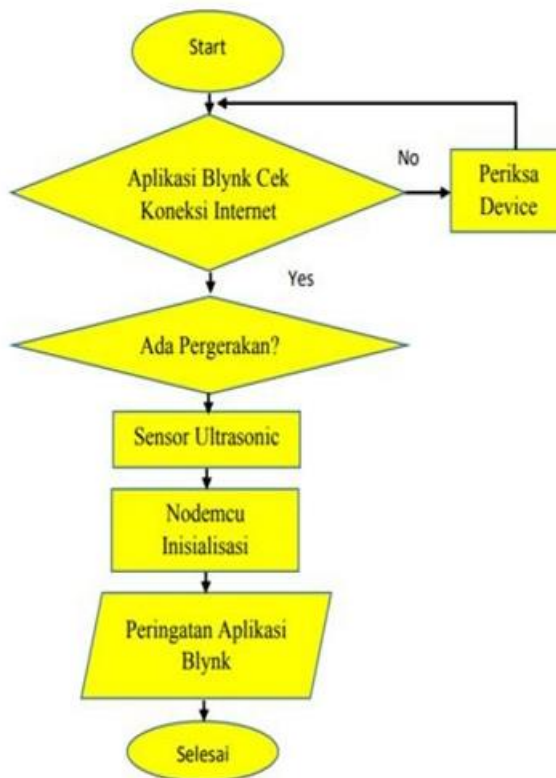 Start
Aplikasi Blynk Cek
Koneksi Internet
No
Periksa
Device
Yes
Ada Pergerakan?
Sensor Ultrasonic
Nodemcu
Inisialisasi
Peringatan Aplikasi
Blynk
Selesai